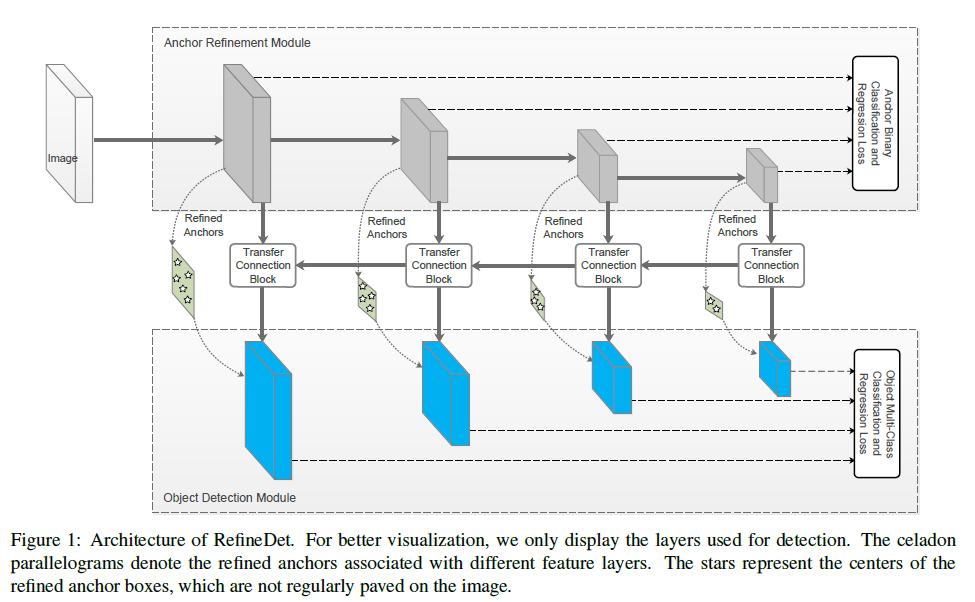 Anchor Refinement Module
Image
Anchor Binary
Classification and
Regression Loss
Refined
Anchors
Refined
Anchors
Refined
Anchors
Refined
Anchors
Transfer
Connection
Block
Transfer
Connection
Block
Transfer
Connection
Block
Transfer
Connection
Block
Object Multi-Class
Classification and
Regression Loss
Object Detection Module
Figure 1: Architecture of RefineDet. For better visualization, we only display the layers used for detection. The celadon
parallelograms denote the refined anchors associated with different feature layers. The stars represent the centers of the
refined anchor boxes, which are not regularly paved on the image.